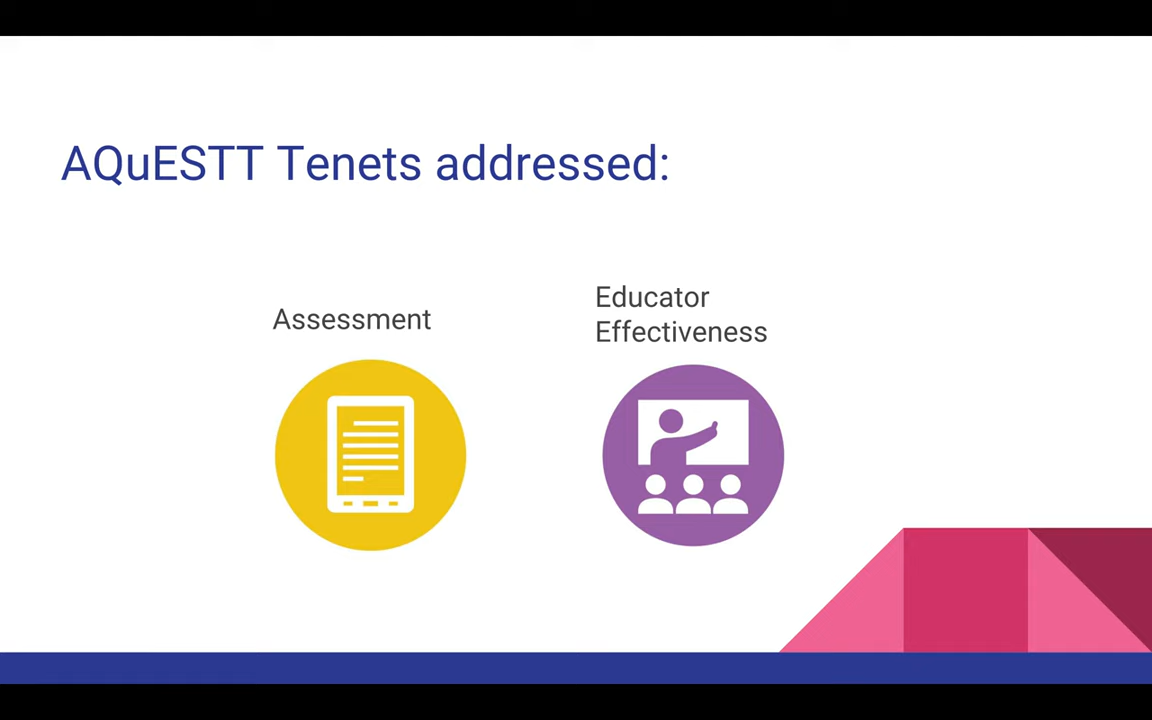 AQuESTT Tenets addressed:
Assessment
Educator
Effectiveness